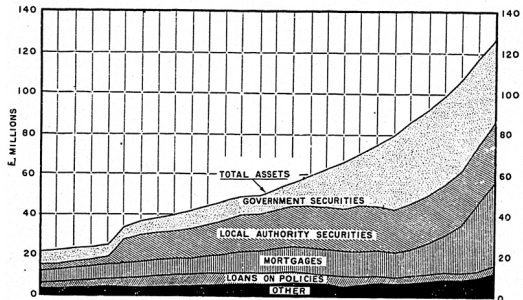 140
120
100
80
60
40
20
0
£ MILLIONS
TOTAL ASSETS
GOVERNMENT SECURITIES
LOCAL AUTHORITY SECURITIES
MORTGAGES
LOANS ON POLICIES
OTHER
140
120
100
80
60
40
20
0